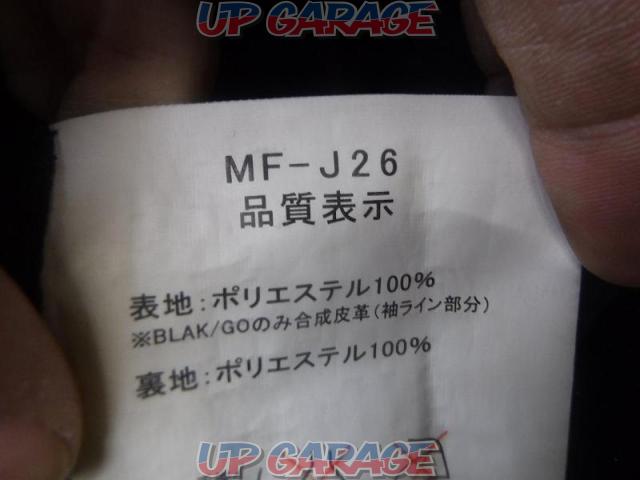 UP GARAGE
MF-J26
品質表示
表地:ポリエステル100%
※BLAK/GOのみ合成皮革(袖ライン部分)
裏地:ポリエステル100%
UP GARAGE